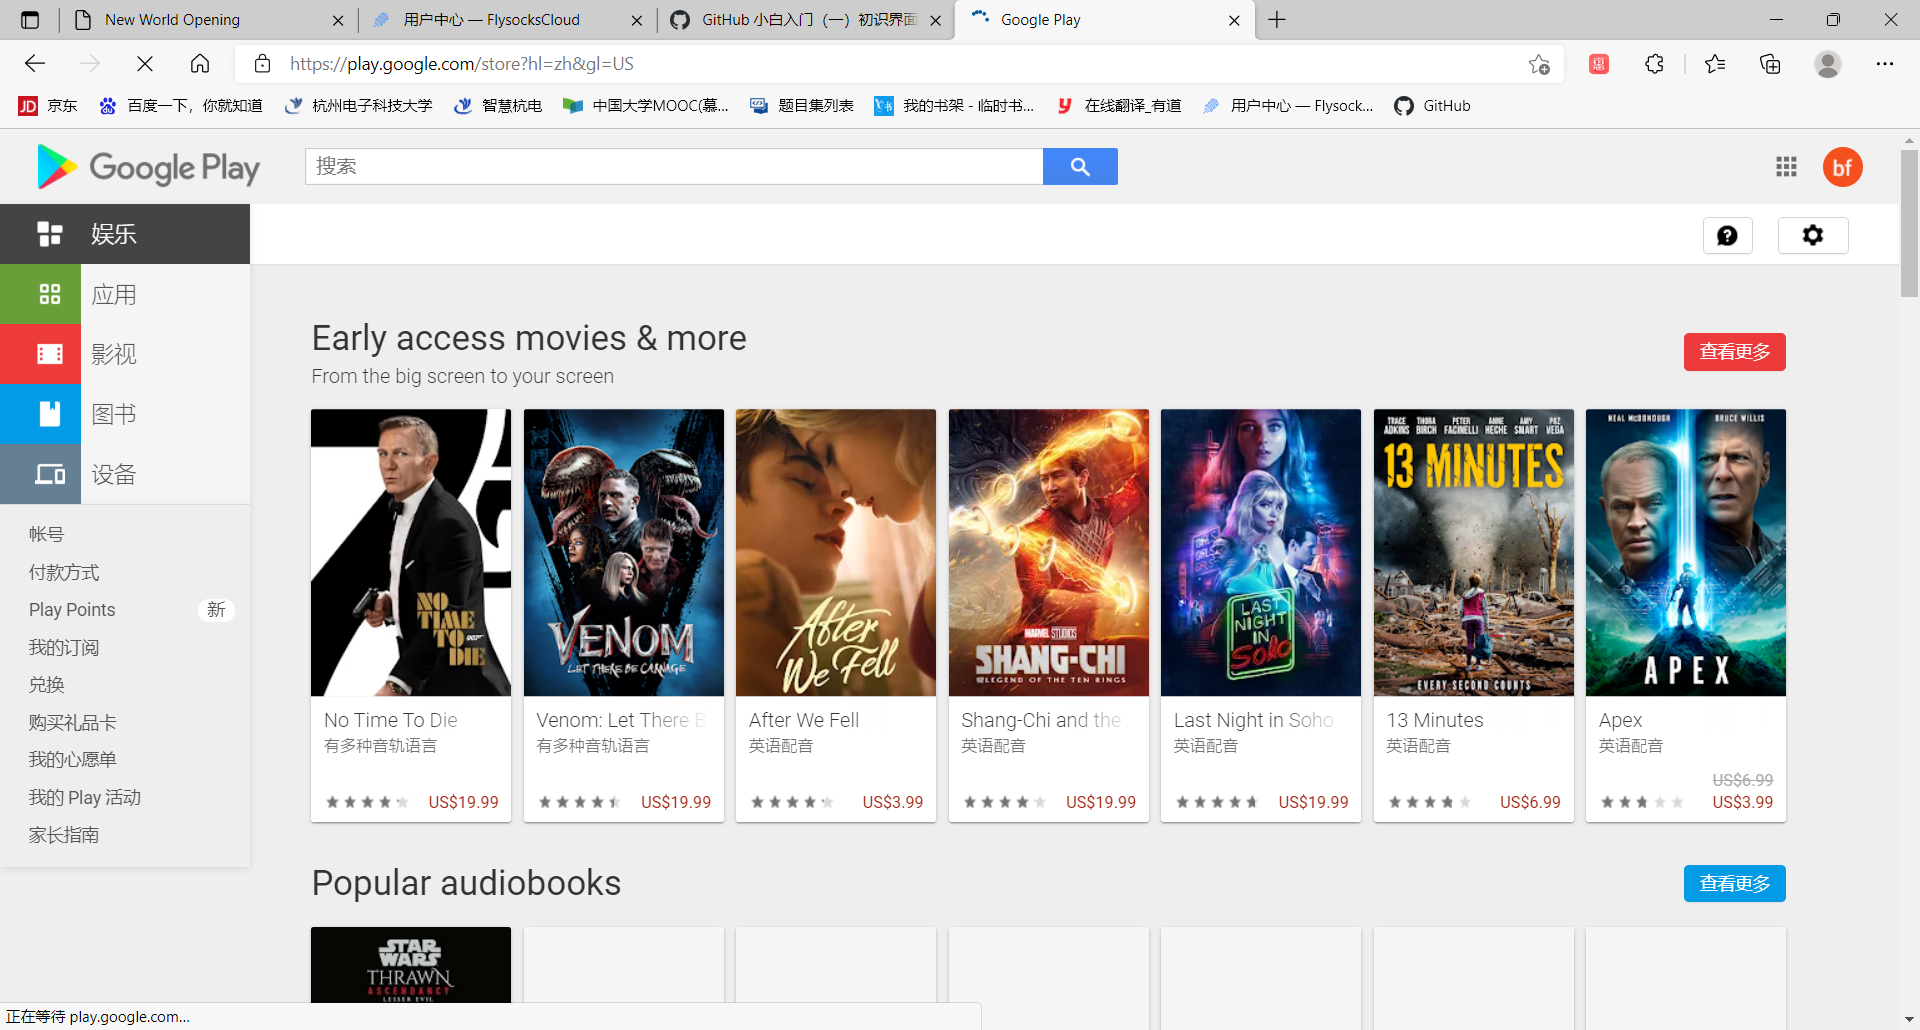 New World Opening
用户中心 — FlysocksCloud
GitHub 小白入门（一）初识界面
Google Play
https://play.google.com/store?hl=zh&gl=US
惠
JD 京东
百度一下，你就知道
杭州电子科技大学
智慧杭电
中国大学MOOC(慕...
题目集列表
我的书架 - 临时书...
y 在线翻译_有道
用户中心 — Flysock...
GitHub
Google Play
搜索
bf
娱乐
应用
影视
图书
设备
帐号
付款方式
Play Points 新
我的订阅
兑换
购买礼品卡
我的心愿单
我的 Play 活动
家长指南
Early access movies & more
From the big screen to your screen
查看更多
NO
TIME
TO 007
DIE
No Time To Die
有多种音轨语言
US$19.99
VENOM
LET THERE BE CARNAGE
Venom: Let There B
有多种音轨语言
US$19.99
After
We Fell
After We Fell
英语配音
US$3.99
MARVEL STUDIOS
SHANG-CHI
AND THE LEGEND OF THE TEN RINGS
Shang-Chi and the
英语配音
US$19.99
LAST
NIGHT
IN
Soho
Last Night in Soho
英语配音
US$19.99
TRACE ADKINS THORA BIRCH PETER FACINELLI ANNE HECHE AMY SMART PAZ VEGA
13 MINUTES
EVERY SECOND COUNTS
13 Minutes
英语配音
US$6.99
NEAL McDONOUGH BRUCE WILLIS
APEX
Apex
英语配音
US$6.99
US$3.99
Popular audiobooks
查看更多
STAR
WARS
THRAWN
ASCENDANCY
LESSER EVIL
正在等待 play.google.com...